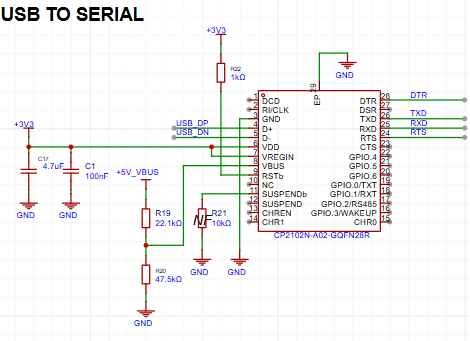 USB TO SERIAL
+3V3
R22
1kΩ
GND
EP 29
1 DCD
2 RI/CLK
3 GND
4 D+
5 D-
6 VDD
7 VREGIN
8 VBUS
9 RSTb
10 NC
11 SUSPENDb
12 SUSPEND
13 CHREN
14 CHR1
DTR 28 DTR
DSR 27
TXD 26 TXD
RXD 25 RXD
RTS 24 RTS
CTS 23
GPIO.4 22
GPIO.5 21
GPIO.6 20
GPIO.0/TXT 19
GPIO.1/RXT 18
GPIO.2/RS485 17
GPIO.3/WAKEUP 16
CHR0 15
CP2102N-A02-GQFN28R
USB_DP
USB_DN
+3V3
C17
4.7uF
C1
100nF
GND
GND
+5V_VBUS
R19
22.1kΩ
R21
10kΩ
NF
R20
47.5kΩ
GND
GND
GND